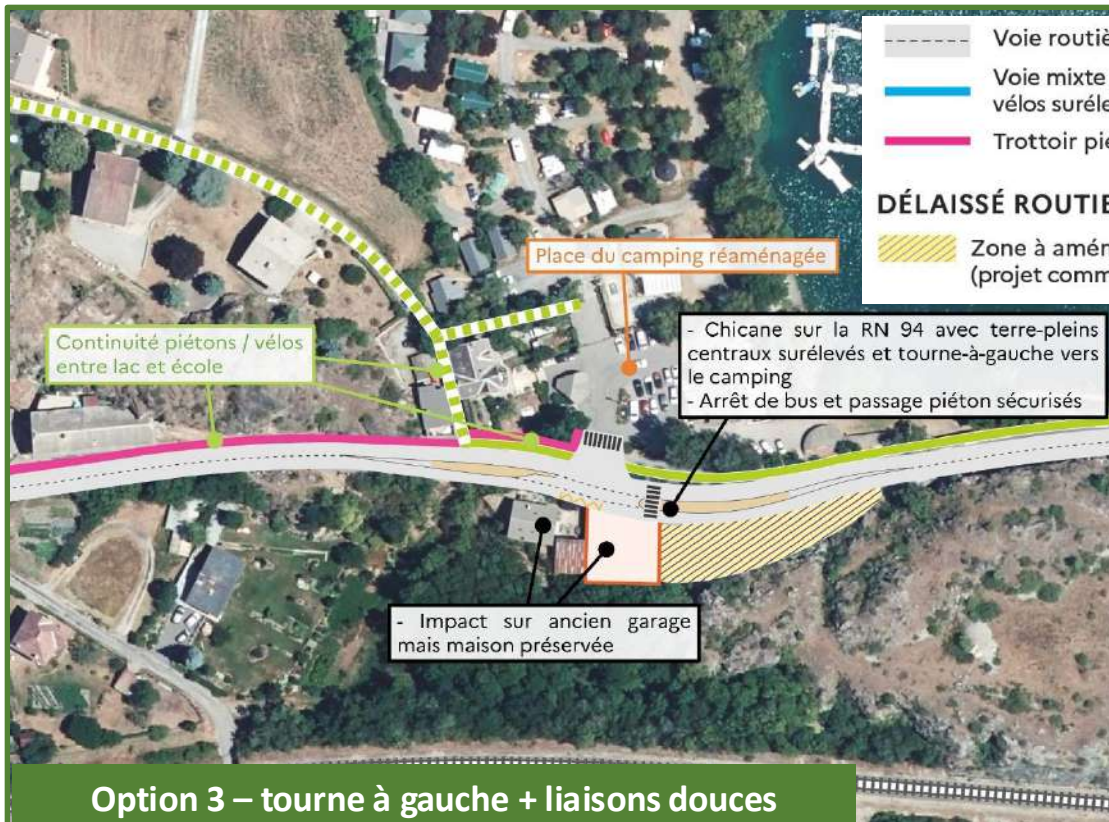 Voie routiè
Voie mixte
vélos suréle
Trottoir pié
DÉLAISSÉ ROUTIE
Zone à amén
(projet comm
Place du camping réaménagée
Continuité piétons / vélos
entre lac et école
- Chicane sur la RN 94 avec terre-pleins
centraux surélevés et tourne-à-gauche vers
le camping
- Arrêt de bus et passage piéton sécurisés
- Impact sur ancien garage
mais maison préservée
Option 3 – tourne à gauche + liaisons douces